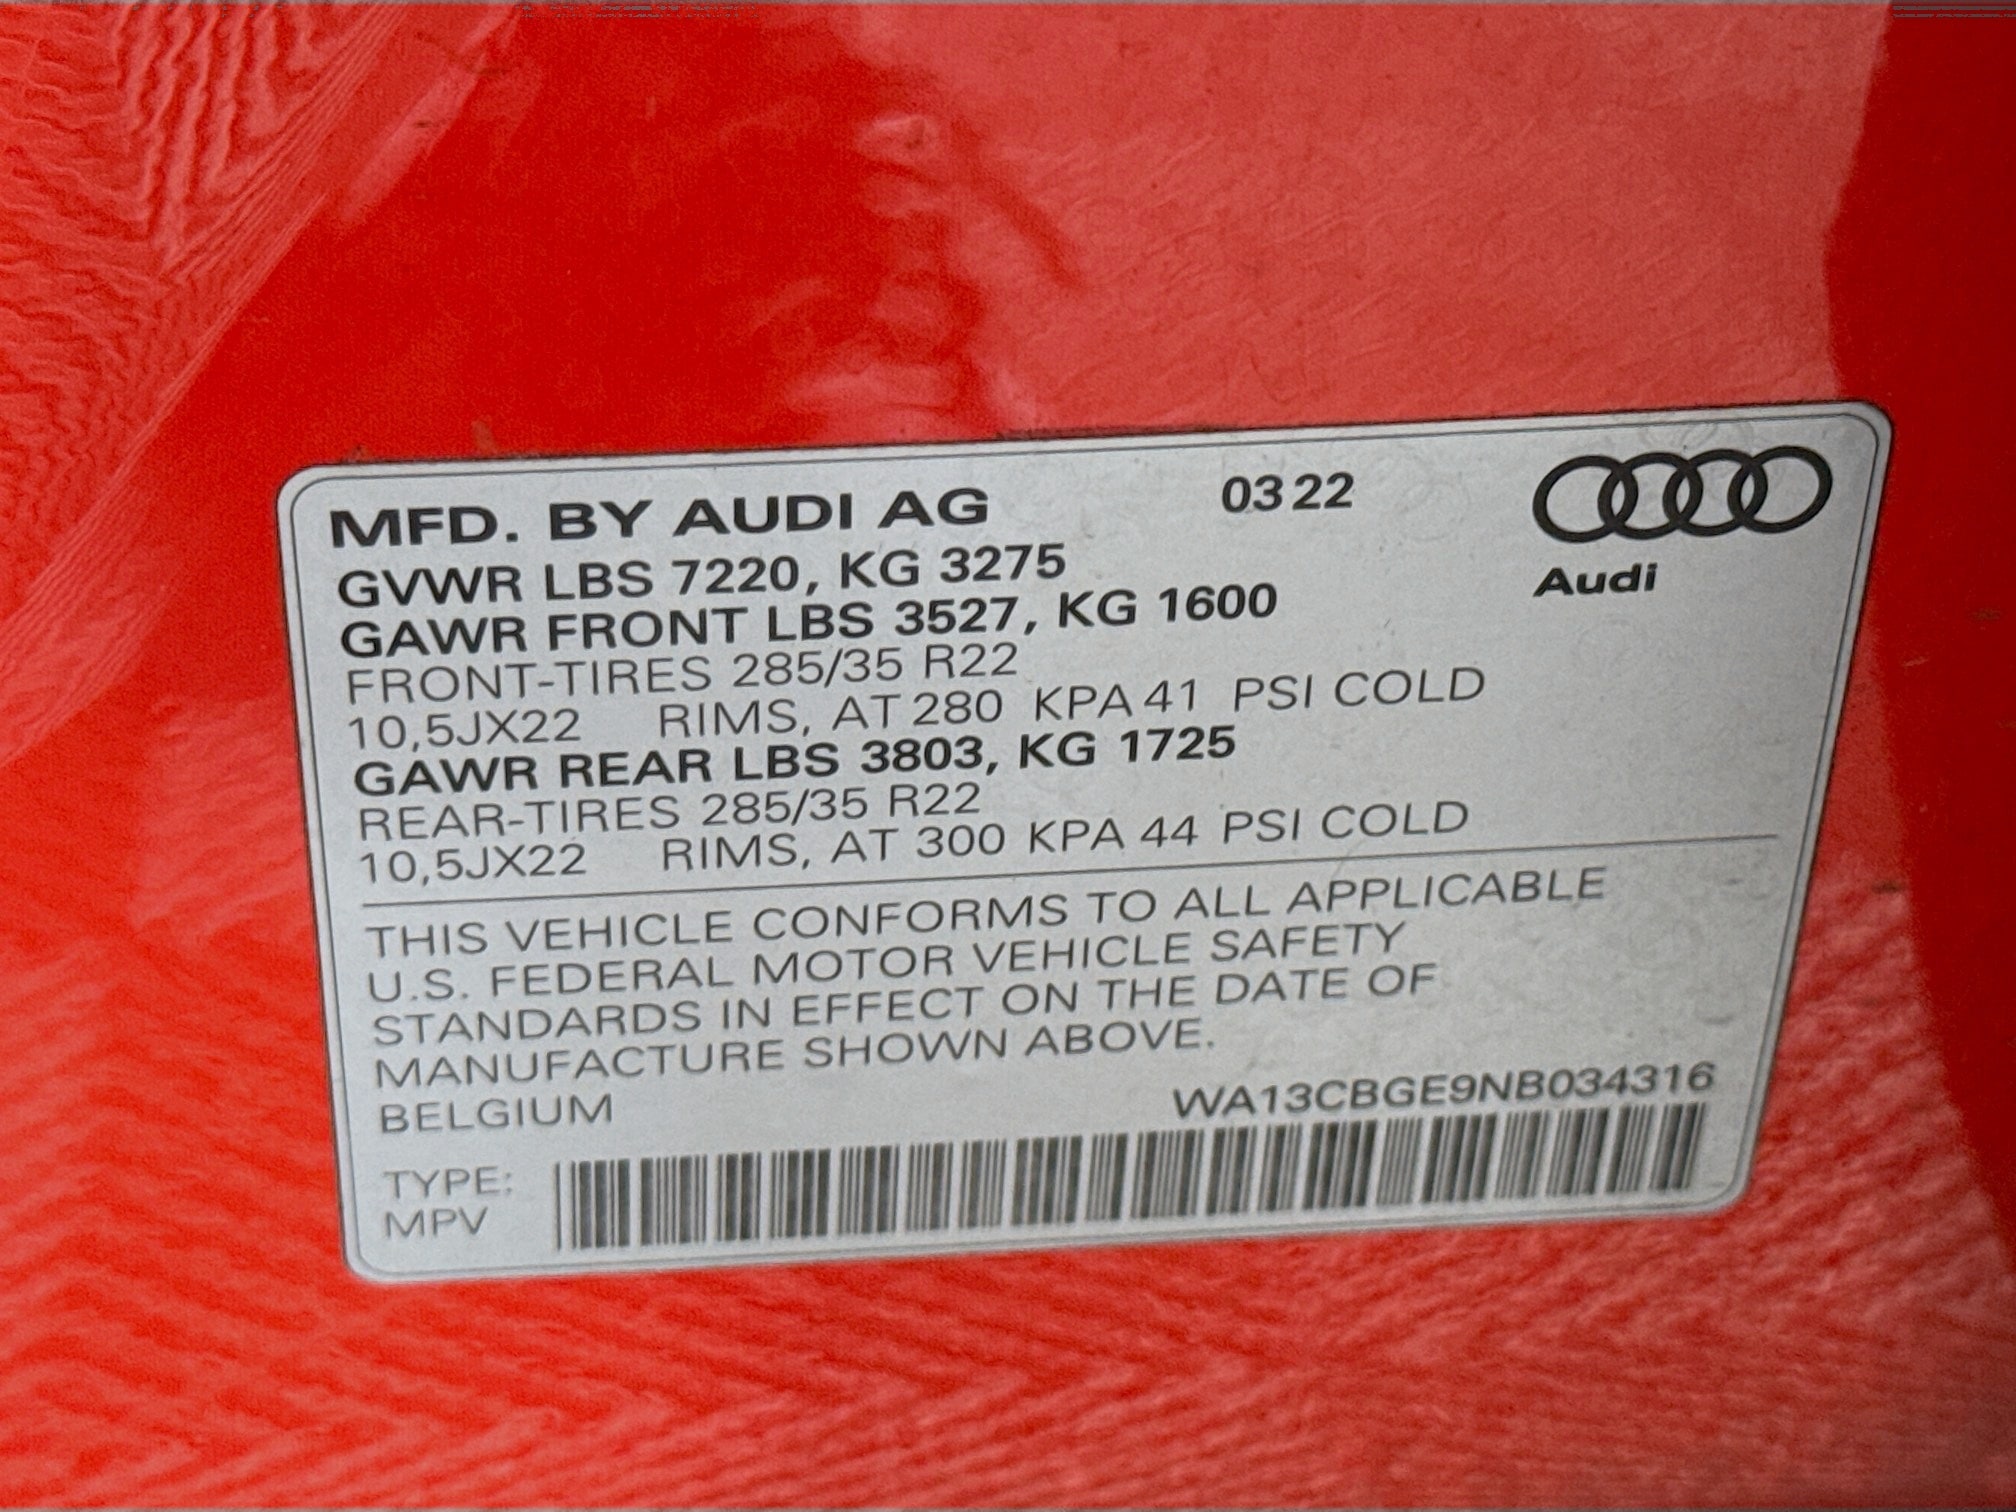 MFD. BY AUDI AG 03 22
Audi
GVWR LBS 7220, KG 3275
GAWR FRONT LBS 3527, KG 1600
FRONT-TIRES 285/35 R22
10,5JX22 RIMS, AT 280 KPA 41 PSI COLD
GAWR REAR LBS 3803, KG 1725
REAR-TIRES 285/35 R22
10,5JX22 RIMS, AT 300 KPA 44 PSI COLD
THIS VEHICLE CONFORMS TO ALL APPLICABLE
U.S. FEDERAL MOTOR VEHICLE SAFETY
STANDARDS IN EFFECT ON THE DATE OF
MANUFACTURE SHOWN ABOVE.
BELGIUM WA13CBGE9NB034316
TYPE:
MPV